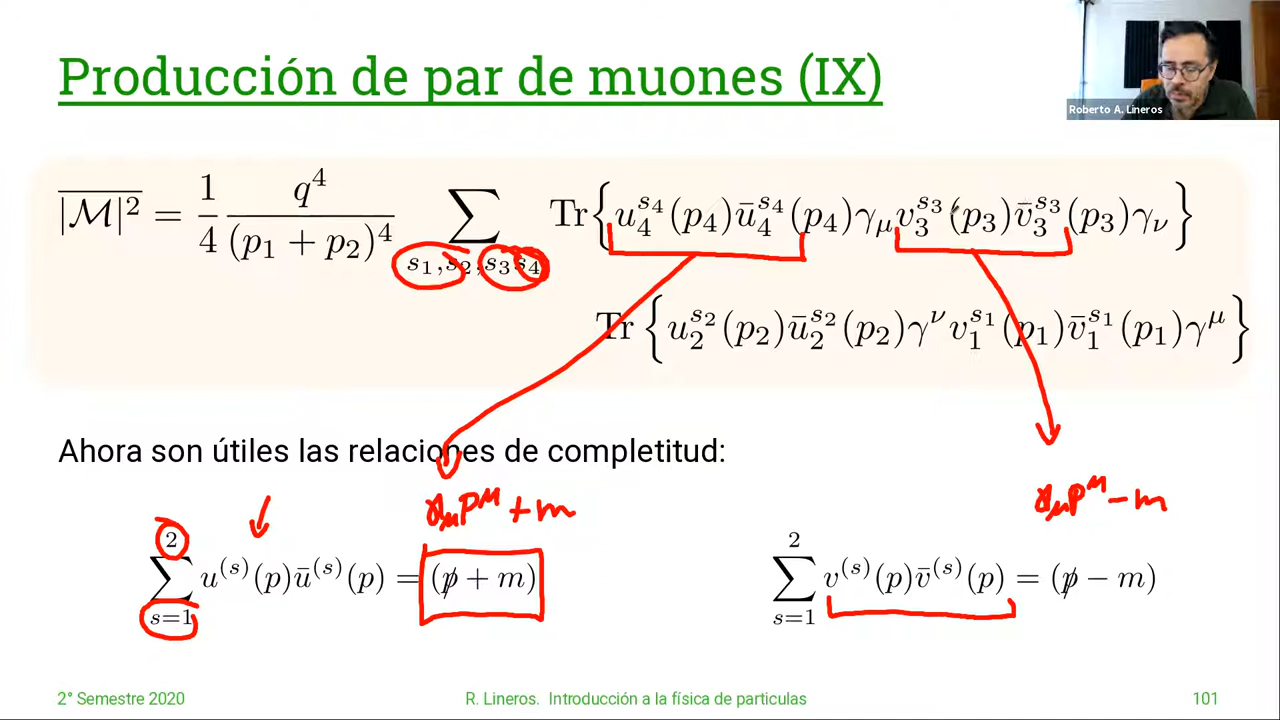 Producción de par de muones (IX)
Roberto A. Lineros
\overline{|\mathcal{M}|^2} = \frac{1}{4} \frac{q^4}{(p_1 + p_2)^4} \sum_{s_1,s_2,s_3 s_4} \mathrm{Tr}\{ u_4^{s_4}(p_4) \bar{u}_4^{s_4}(p_4) \gamma_\mu v_3^{s_3}(p_3) \bar{v}_3^{s_3}(p_3) \gamma_\nu \}
\mathrm{Tr}\{ u_2^{s_2}(p_2) \bar{u}_2^{s_2}(p_2) \gamma^\nu v_1^{s_1}(p_1) \bar{v}_1^{s_1}(p_1) \gamma^\mu \}
Ahora son útiles las relaciones de completitud:
\gamma_\mu p^\mu + m
\gamma_\mu p^\mu - m
\sum_{s=1}^{2} u^{(s)}(p) \bar{u}^{(s)}(p) = (\not{p} + m)
\sum_{s=1}^{2} v^{(s)}(p) \bar{v}^{(s)}(p) = (\not{p} - m)
2° Semestre 2020
R. Lineros. Introducción a la física de particulas
101